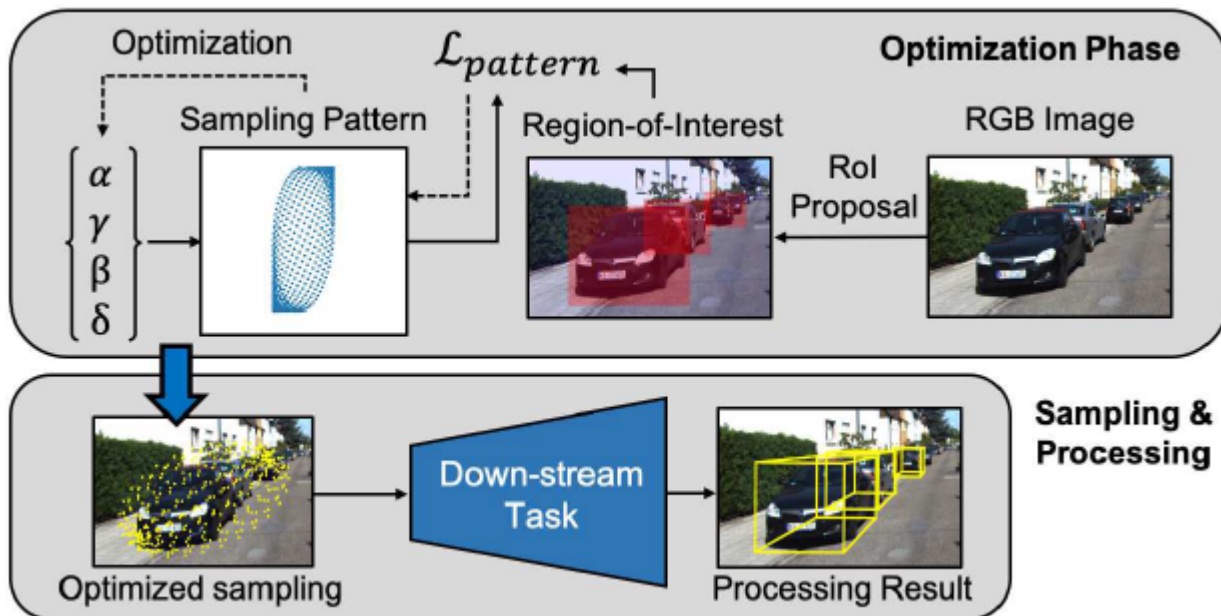 Optimization
ℒpattern
Optimization Phase
Sampling Pattern
Region-of-Interest
RGB Image
α
γ
β
δ
RoI
Proposal
Sampling &
Processing
Down-stream
Task
Optimized sampling
Processing Result